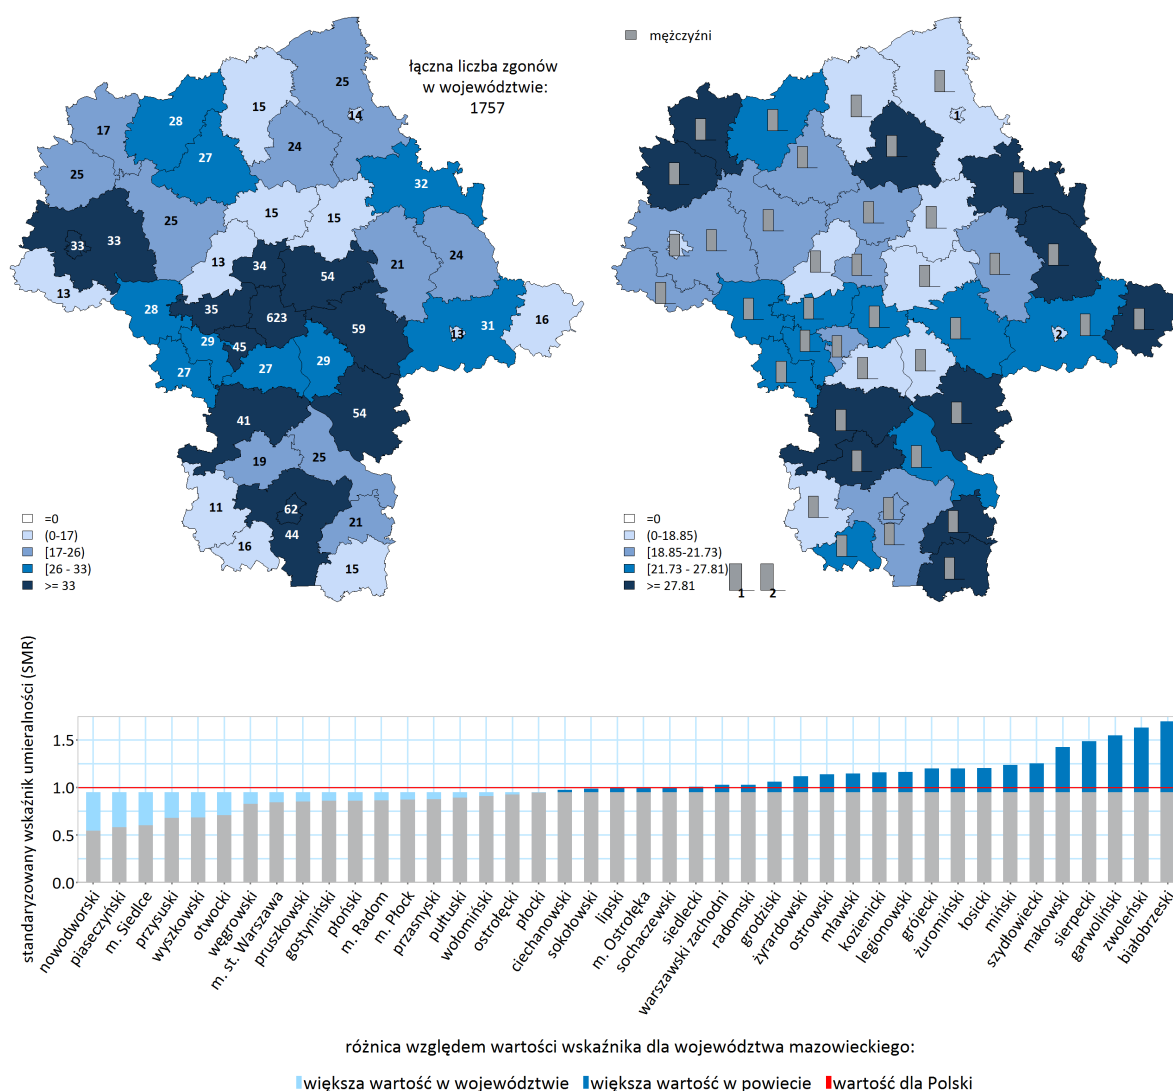 łączna liczba zgonów
w województwie:
1757
25
15
14
28
17
27
24
25
32
15
15
25
33
33
13
34
54
21
24
13
28
35
623
59
13
31
16
29
45
27
27
29
41
54
19
25
11
62
21
44
16
15
=0
(0-17)
[17-26)
[26 - 33)
>= 33
mężczyźni
1
2
=0
(0-18.85)
[18.85-21.73)
[21.73 - 27.81)
>= 27.81
1
2
standaryzowany wskaźnik umieralności (SMR)
1.5
1.0
0.5
0.0
nowodworski
piaseczyński
m. Siedlce
przysuski
wyszkowski
otwocki
węgrowski
m. st. Warszawa
pruszkowski
gostyniński
płoński
m. Radom
m. Płock
przasnyski
pułtuski
wołomiński
ostrołęcki
płocki
ciechanowski
sokołowski
lipski
m. Ostrołęka
sochaczewski
siedlecki
warszawski zachodni
radomski
grodziski
żyrardowski
ostrowski
mławski
kozienicki
legionowski
grójecki
żuromiński
łosicki
miński
szydłowiecki
makowski
sierpecki
garwoliński
zwoleński
białobrzeski
różnica względem wartości wskaźnika dla województwa mazowieckiego:
większa wartość w województwie większa wartość w powiecie wartość dla Polski